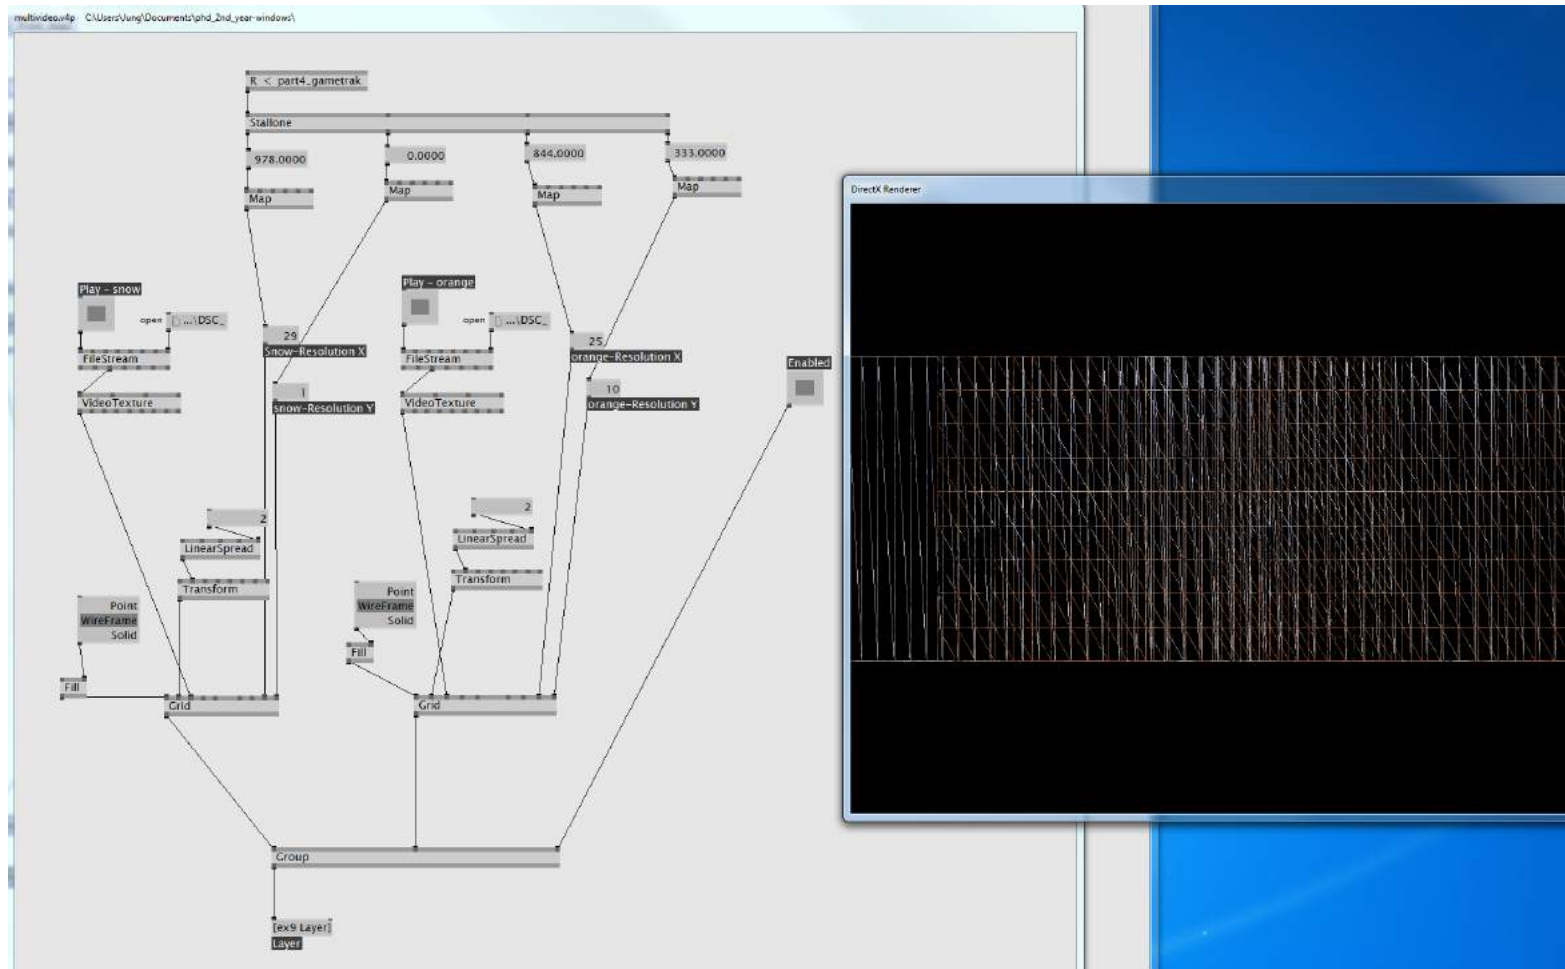 multivideo.v4p C:\Users\Jung\Documents\phd_2nd_year-windows\
R < part4_gametrak
Stallone
978.0000
0.0000
844.0000
333.0000
Map
Map
Map
Map
DirectX Renderer
Play - snow
Play - orange
open ...\DSC_
open ...\DSC_
29
Snow-Resolution X
25
orange-Resolution X
FileStream
FileStream
Enabled
1
snow-Resolution Y
10
orange-Resolution Y
VideoTexture
VideoTexture
2
2
LinearSpread
LinearSpread
Transform
Transform
Point
WireFrame
Solid
Point
WireFrame
Solid
Fill
Fill
Grid
Grid
Group
[ex9 Layer]
Layer